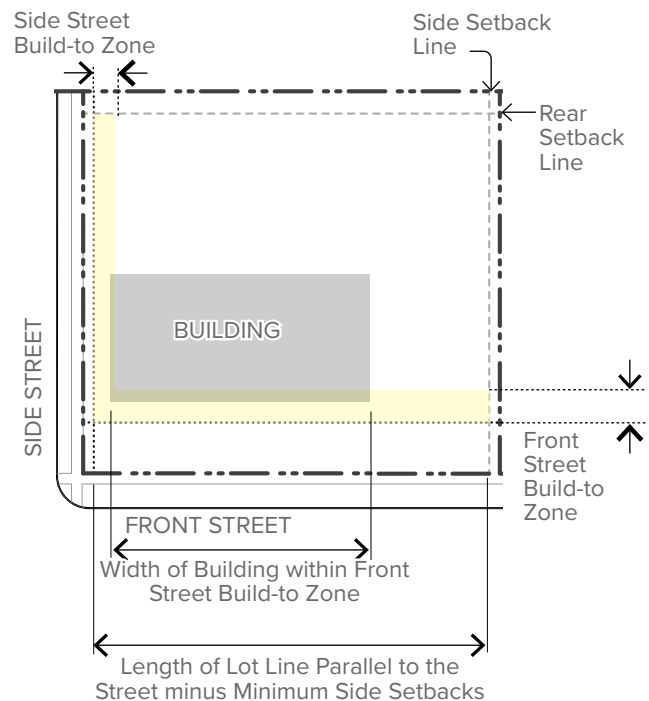 Side Street
Build-to Zone
Side Setback
Line
Rear
Setback
Line
BUILDING
SIDE STREET
Front
Street
Build-to
Zone
FRONT STREET
Width of Building within Front
Street Build-to Zone
Length of Lot Line Parallel to the
Street minus Minimum Side Setbacks